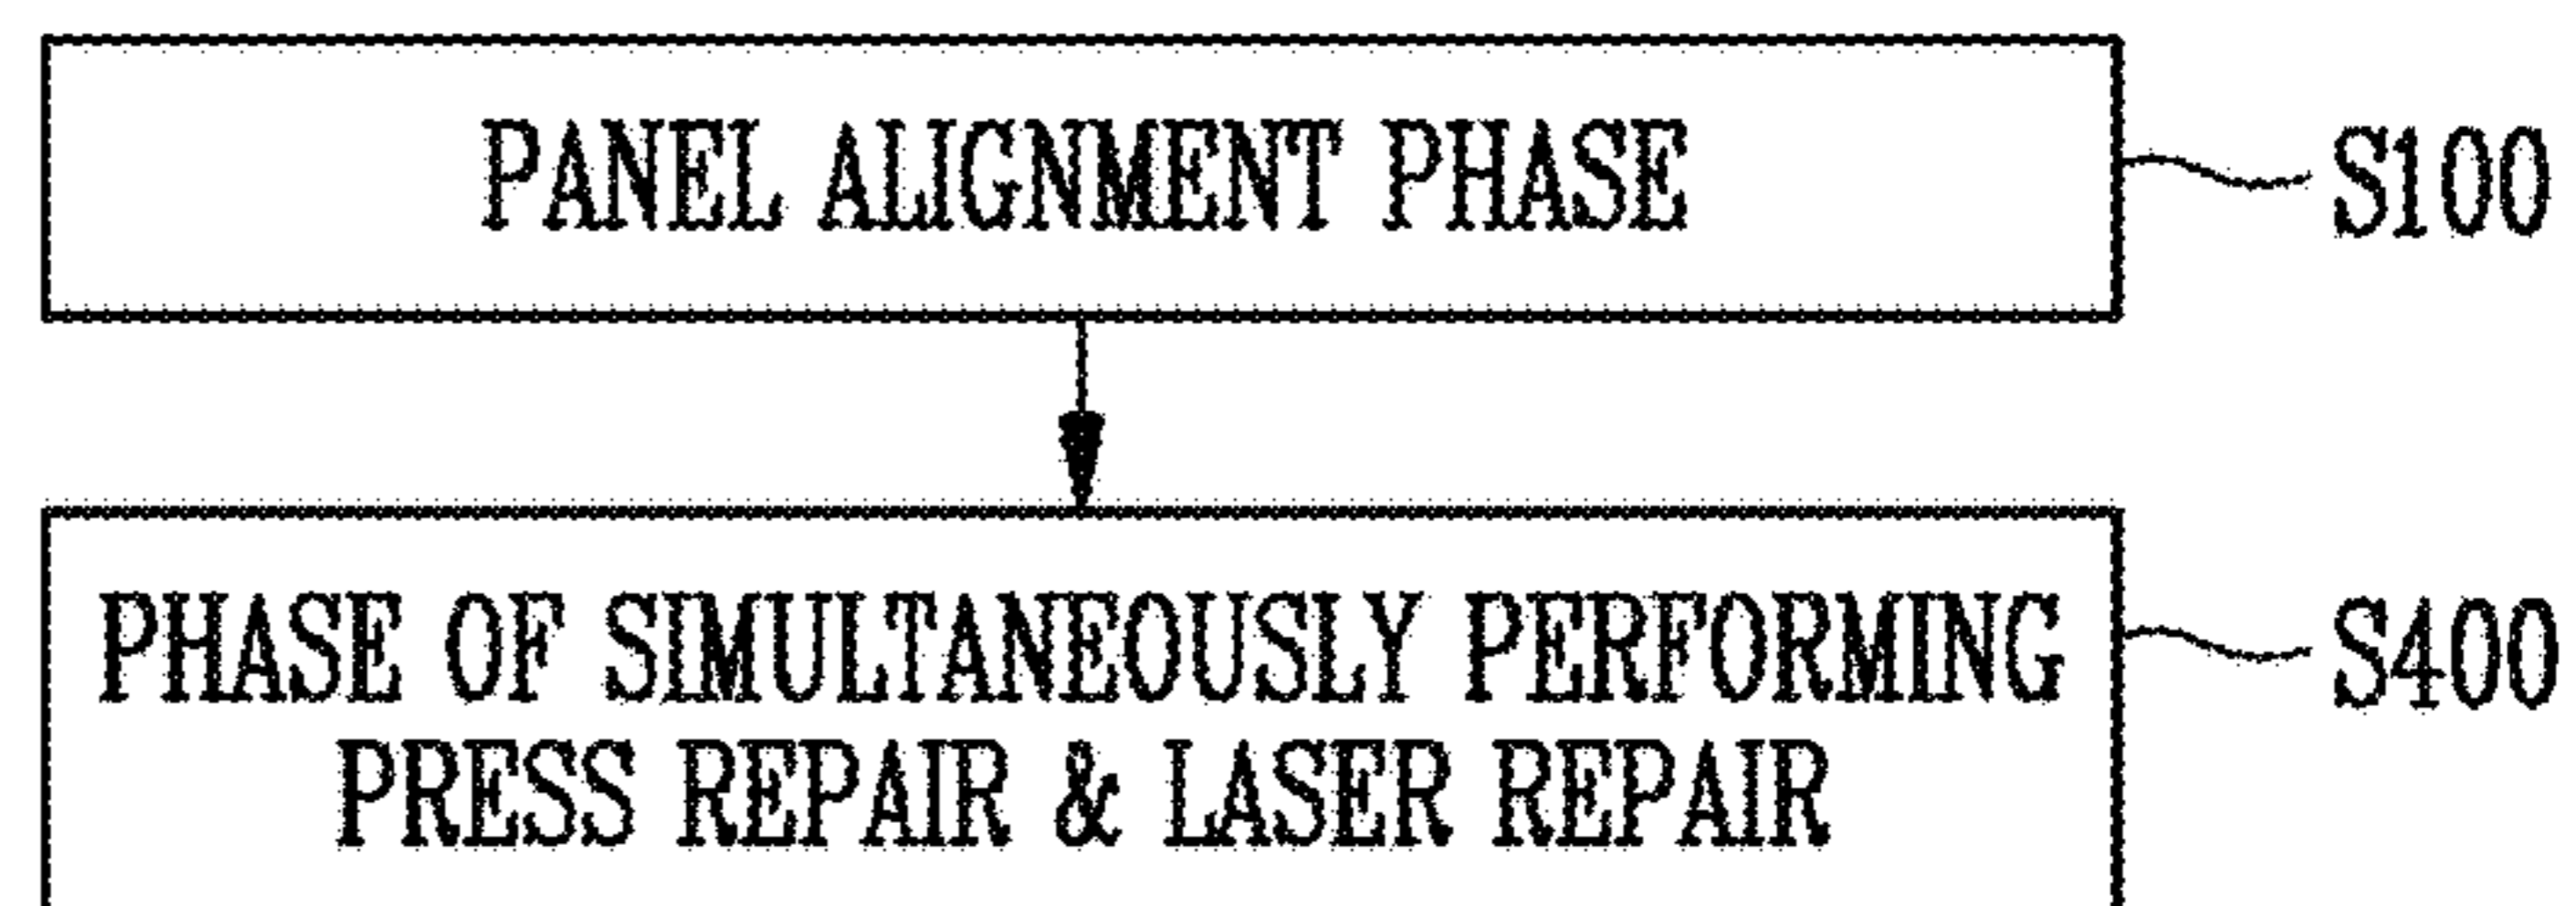 PANEL ALIGNMENT PHASE
S100
PHASE OF SIMULTANEOUSLY PERFORMING
PRESS REPAIR & LASER REPAIR
S400